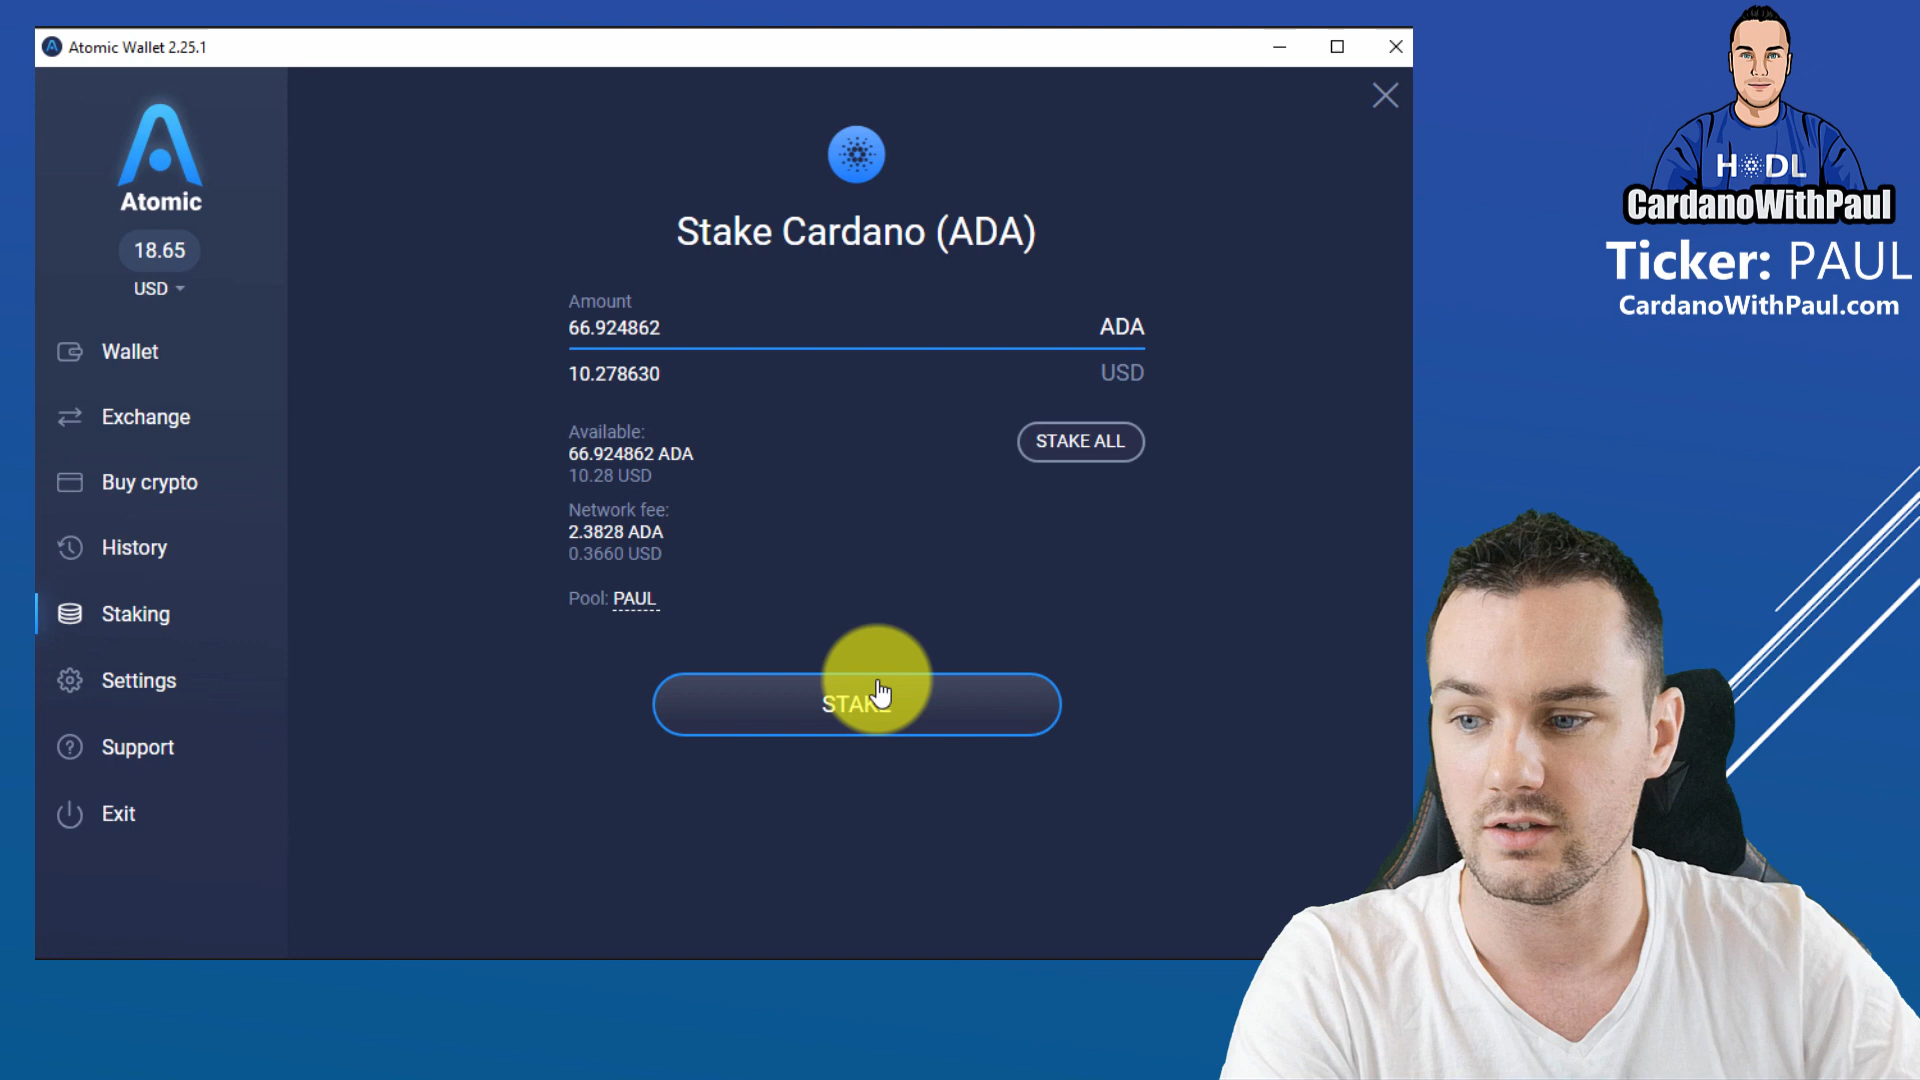 Atomic Wallet 2.25.1
Atomic
18.65
USD
Wallet
Exchange
Buy crypto
History
Staking
Settings
Support
Exit
Stake Cardano (ADA)
Amount
66.924862 ADA
10.278630 USD
Available:
66.924862 ADA
10.28 USD
STAKE ALL
Network fee:
2.3828 ADA
0.3660 USD
Pool: PAUL
STAKE
HODL
CardanoWithPaul
Ticker: PAUL
CardanoWithPaul.com